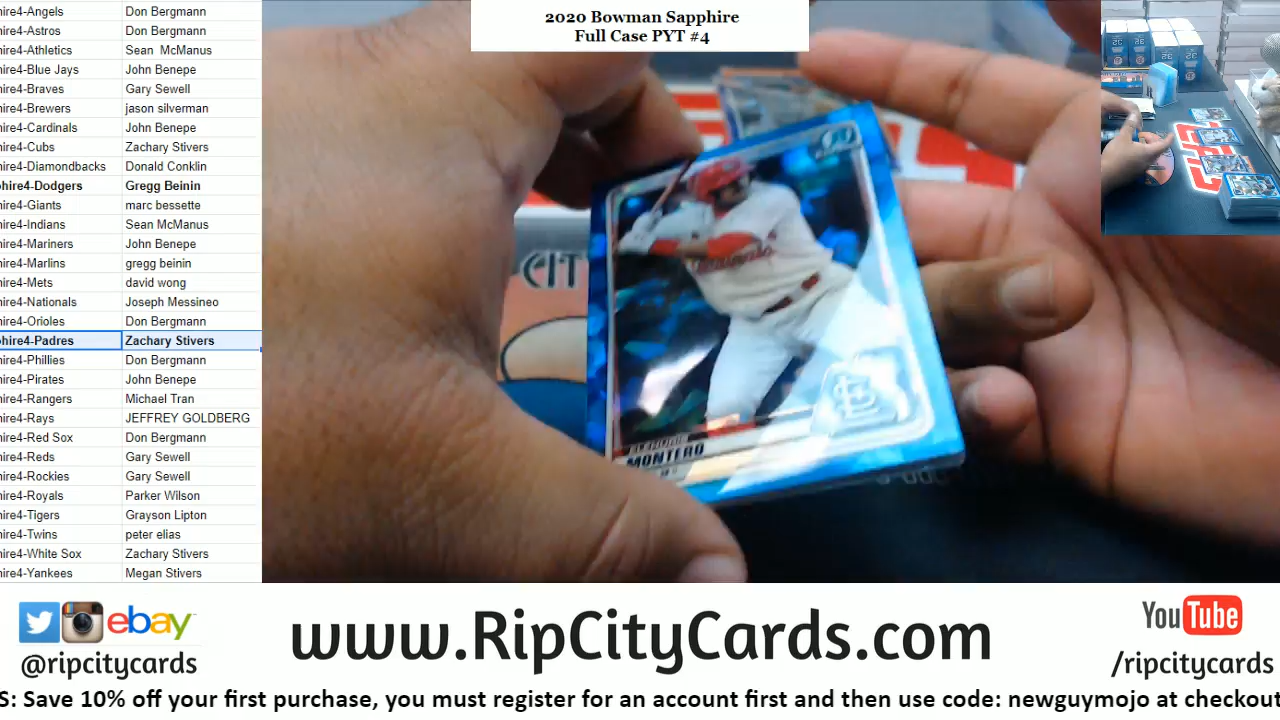 2020 Bowman Sapphire
Full Case PYT #4
hire4-Angels Don Bergmann
hire4-Astros Don Bergmann
hire4-Athletics Sean McManus
hire4-Blue Jays John Benepe
hire4-Braves Gary Sewell
hire4-Brewers jason silverman
hire4-Cardinals John Benepe
hire4-Cubs Zachary Stivers
hire4-Diamondbacks Donald Conklin
phire4-Dodgers Gregg Beinin
hire4-Giants marc bessette
hire4-Indians Sean McManus
hire4-Mariners John Benepe
hire4-Marlins gregg beinin
hire4-Mets david wong
hire4-Nationals Joseph Messineo
hire4-Orioles Don Bergmann
phire4-Padres Zachary Stivers
hire4-Phillies Don Bergmann
hire4-Pirates John Benepe
hire4-Rangers Michael Tran
hire4-Rays JEFFREY GOLDBERG
hire4-Red Sox Don Bergmann
hire4-Reds Gary Sewell
hire4-Rockies Gary Sewell
hire4-Royals Parker Wilson
hire4-Tigers Grayson Lipton
hire4-Twins peter elias
hire4-White Sox Zachary Stivers
hire4-Yankees Megan Stivers
CIT
MONTERO
ebay
@ripcitycards
www.RipCityCards.com
YouTube
/ripcitycards
S: Save 10% off your first purchase, you must register for an account first and then use code: newguymojo at checkout